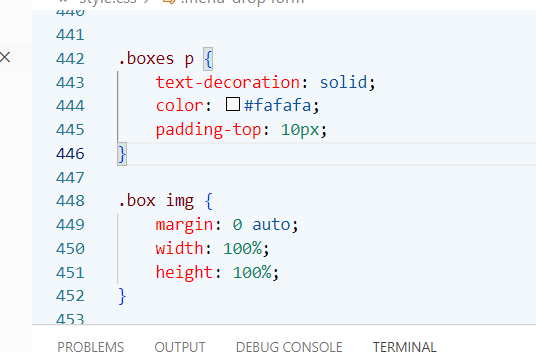 style.css > .menu-drop-form
440
441
442 .boxes p {
443 text-decoration: solid;
444 color: #fafafa;
445 padding-top: 10px;
446 }
447
448 .box img {
449 margin: 0 auto;
450 width: 100%;
451 height: 100%;
452 }
453
PROBLEMS OUTPUT DEBUG CONSOLE TERMINAL